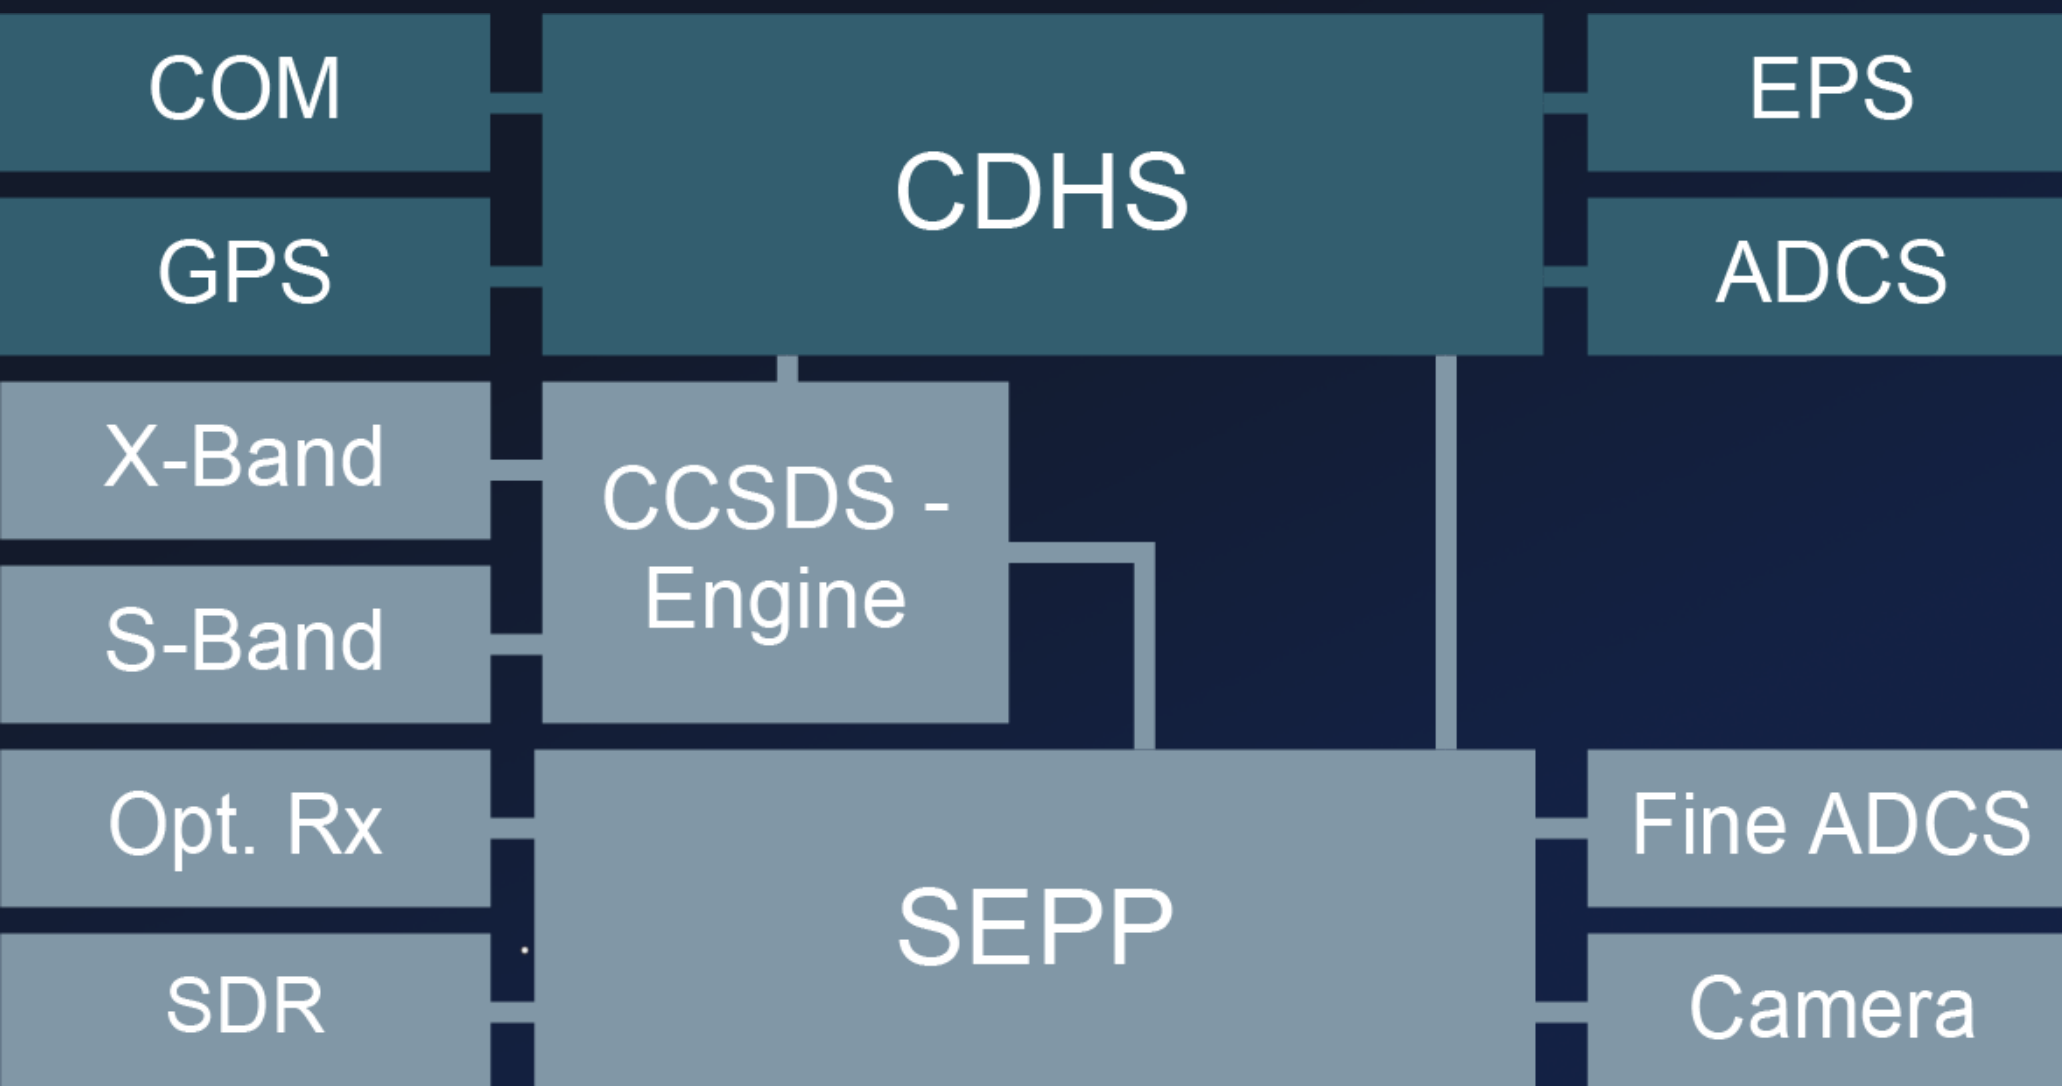 COM
CDHS
EPS
GPS
ADCS
X-Band
CCSDS -
Engine
S-Band
Opt. Rx
SEPP
Fine ADCS
SDR
Camera